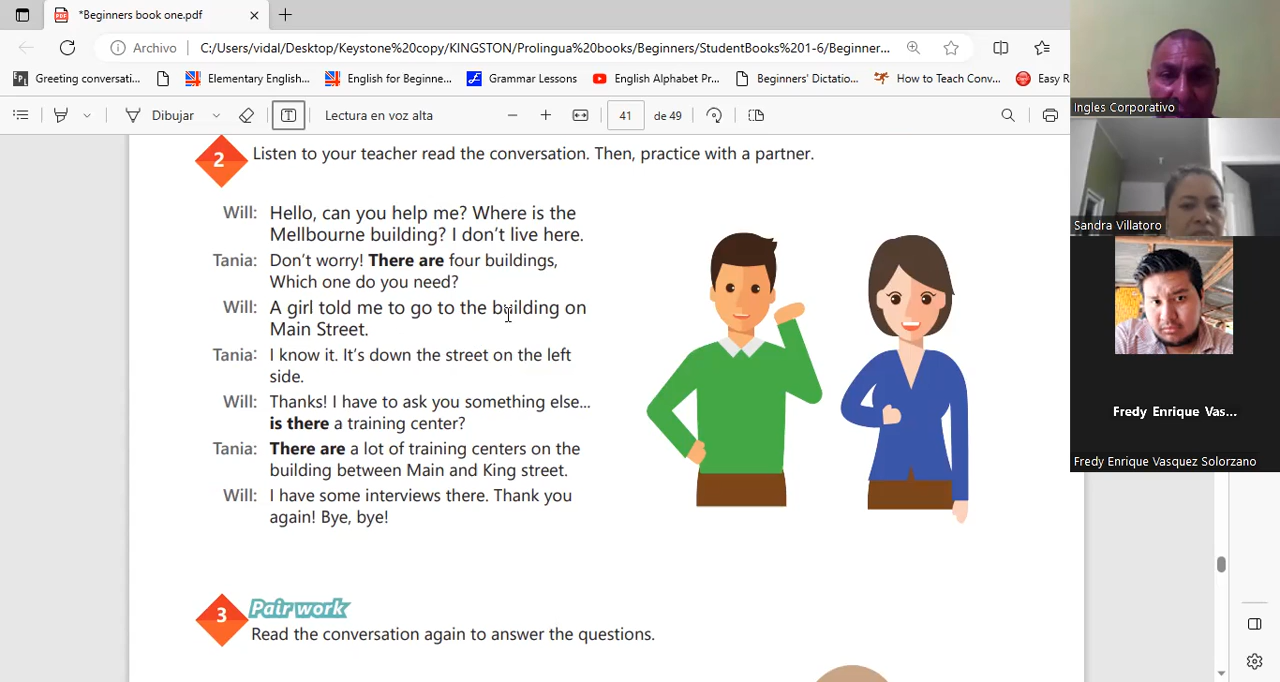 *Beginners book one.pdf
Archivo
C:/Users/vidal/Desktop/Keystone%20copy/KINGSTON/Prolingua%20books/Beginners/StudentBooks%201-6/Beginner...
Greeting conversati...
Elementary English...
English for Beginne...
Grammar Lessons
English Alphabet Pr...
Beginners' Dictatio...
How to Teach Conv...
Easy R
Dibujar
Lectura en voz alta
41
de 49
2
Listen to your teacher read the conversation. Then, practice with a partner.
Will: Hello, can you help me? Where is the
Mellbourne building? I don't live here.
Tania: Don't worry! There are four buildings,
Which one do you need?
Will: A girl told me to go to the building on
Main Street.
Tania: I know it. It's down the street on the left
side.
Will: Thanks! I have to ask you something else...
is there a training center?
Tania: There are a lot of training centers on the
building between Main and King street.
Will: I have some interviews there. Thank you
again! Bye, bye!
3
Pair work
Read the conversation again to answer the questions.
Ingles Corporativo
Sandra Villatoro
Fredy Enrique Vas...
Fredy Enrique Vasquez Solorzano